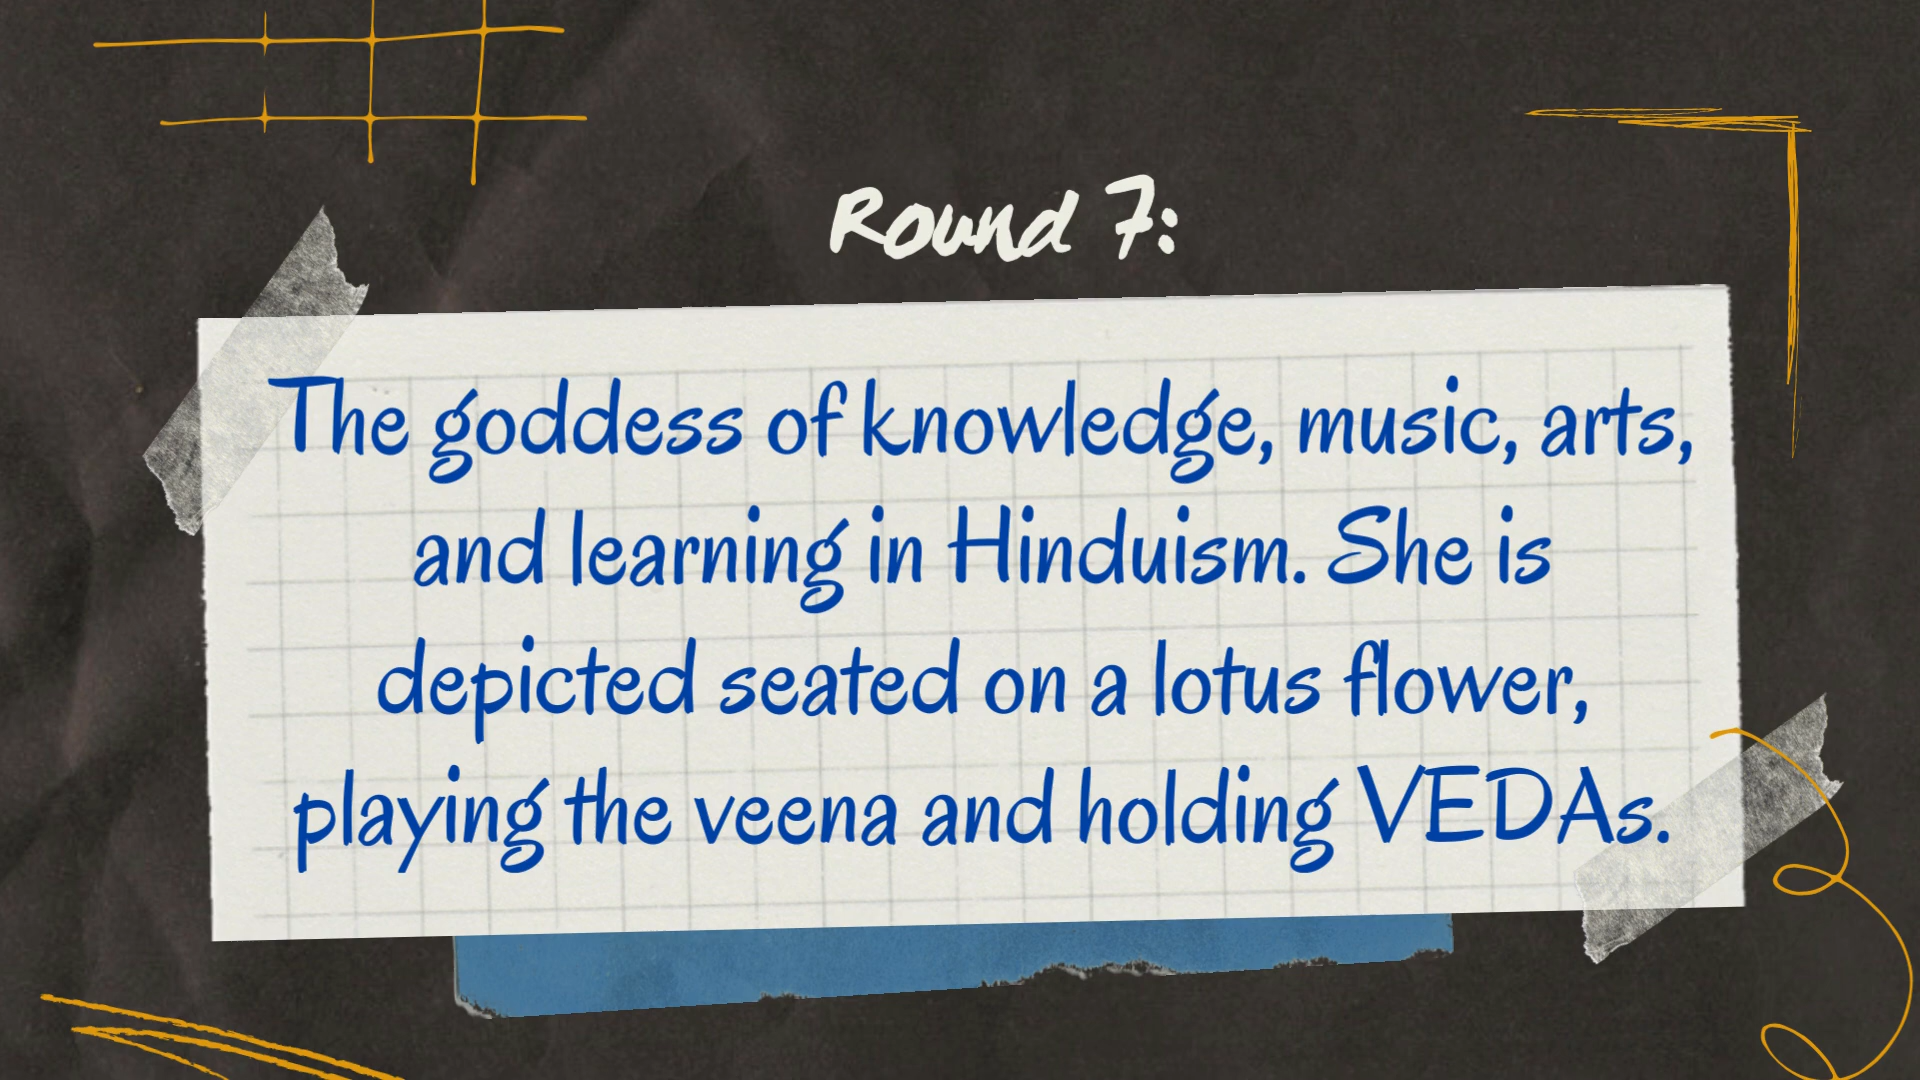 Round 7:
The goddess of knowledge, music, arts,
and learning in Hinduism. She is
depicted seated on a lotus flower,
playing the veena and holding VEDAs.